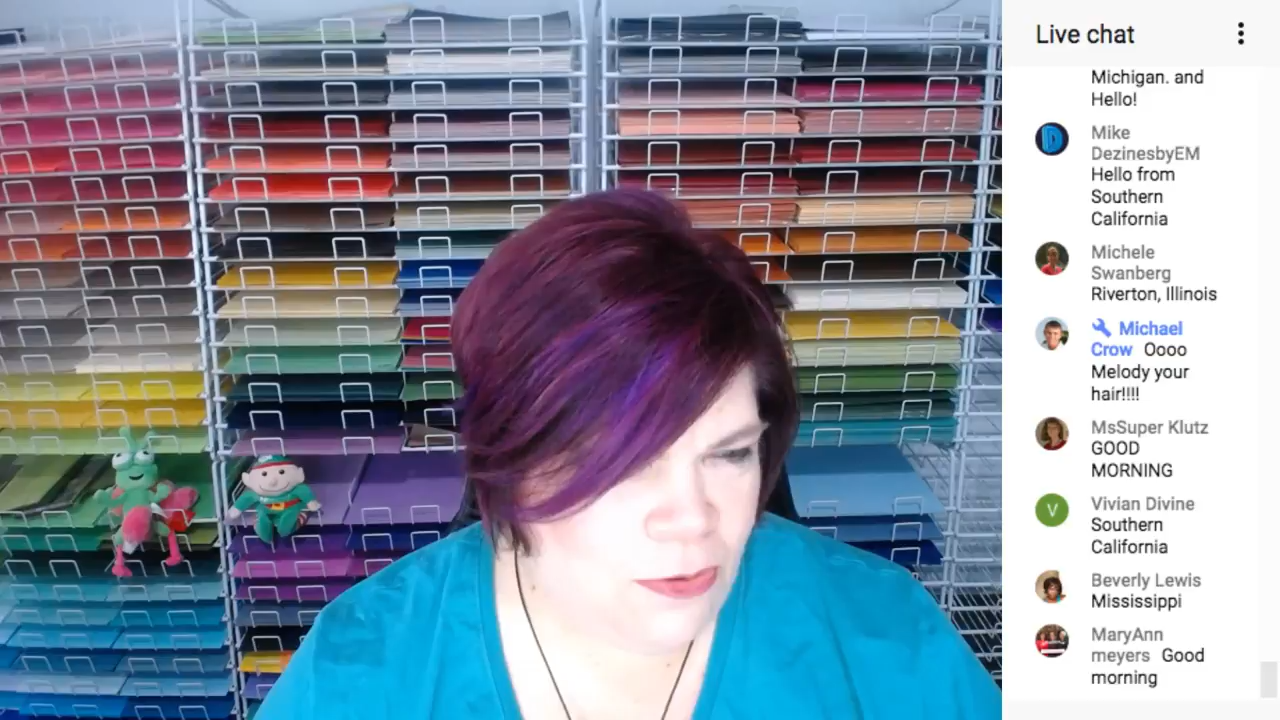 Live chat
Michigan. and
Hello!
Mike
DezinesbyEM
Hello from
Southern
California
Michele
Swanberg
Riverton, Illinois
Michael
Crow Oooo
Melody your
hair!!!!
MsSuper Klutz
GOOD
MORNING
V
Vivian Divine
Southern
California
Beverly Lewis
Mississippi
MaryAnn
meyers Good
morning